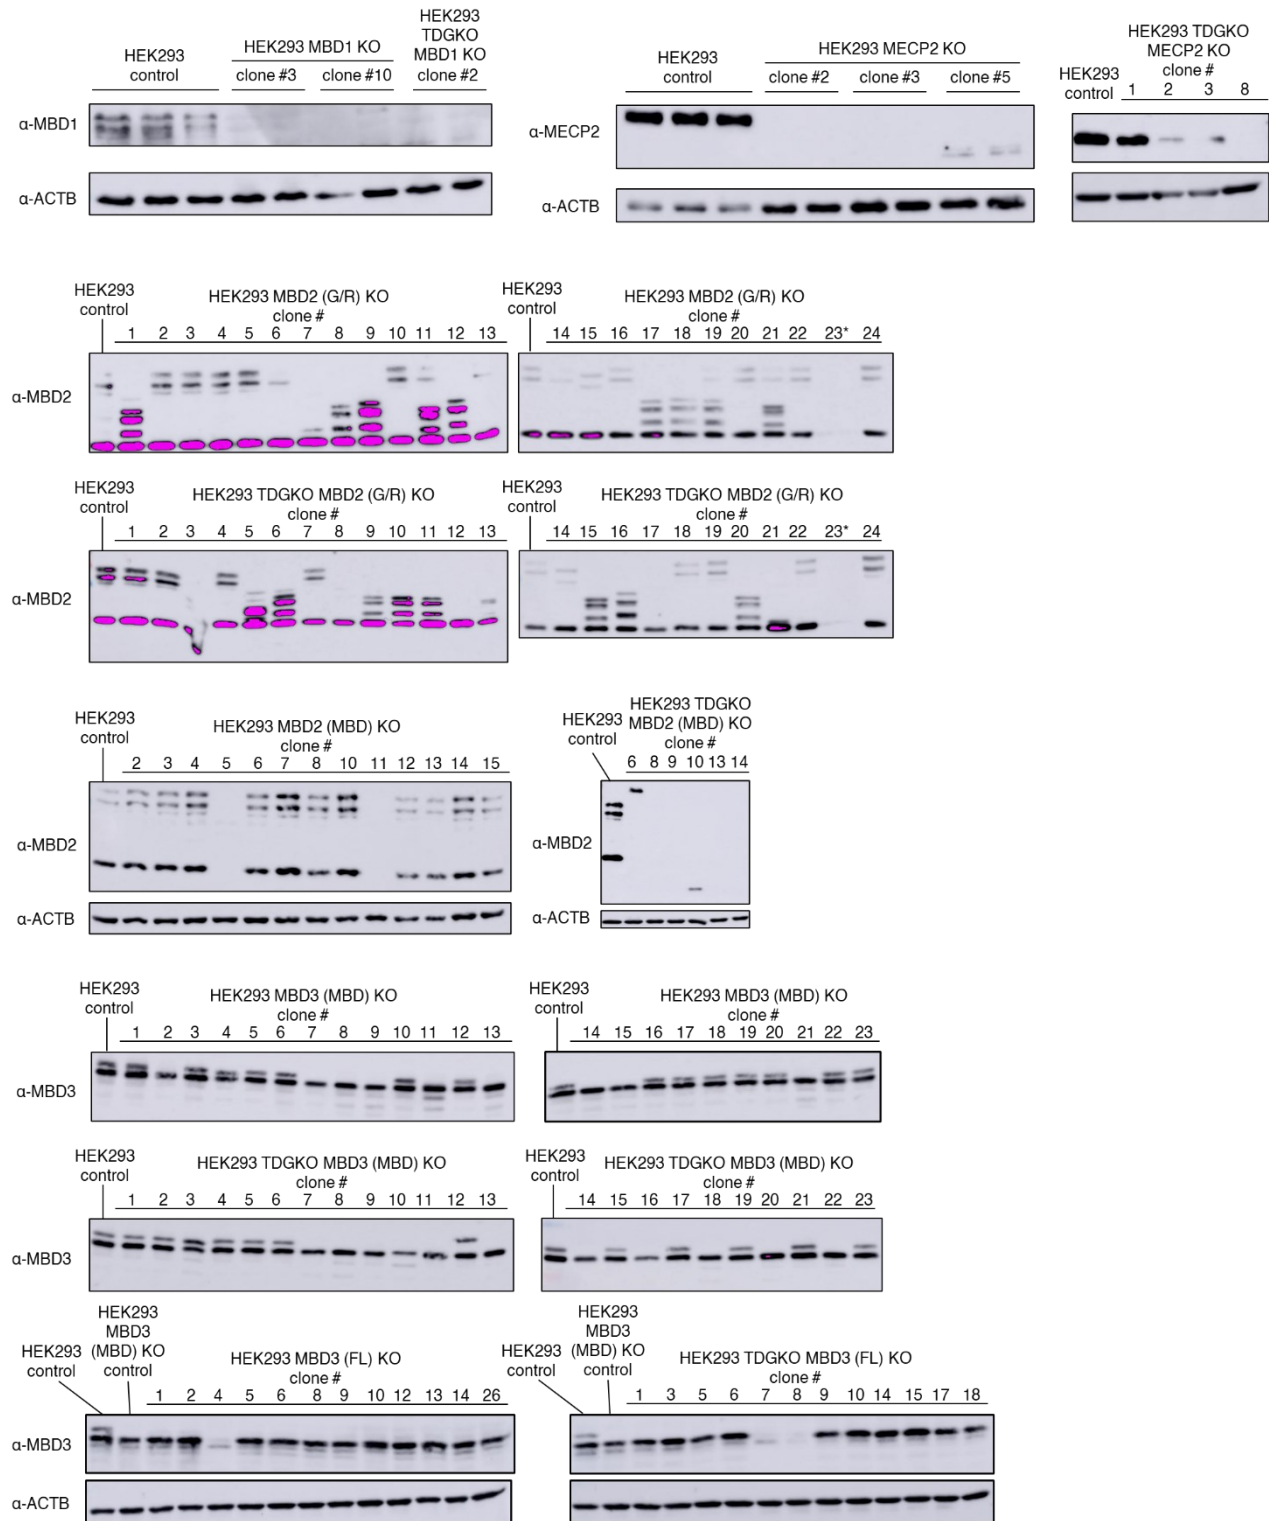 HEK293
control
HEK293 MBD1 KO
clone #3 clone #10
HEK293
TDGKO
MBD1 KO
clone #2
α-MBD1
α-ACTB
HEK293
control
HEK293 MECP2 KO
clone #2 clone #3 clone #5
α-MECP2
α-ACTB
HEK293 TDGKO
MECP2 KO
clone #
HEK293
control
1 2 3 8
HEK293
control
HEK293 MBD2 (G/R) KO
clone #
1 2 3 4 5 6 7 8 9 10 11 12 13
α-MBD2
HEK293
control
HEK293 MBD2 (G/R) KO
clone #
14 15 16 17 18 19 20 21 22 23* 24
HEK293
control
HEK293 TDGKO MBD2 (G/R) KO
clone #
1 2 3 4 5 6 7 8 9 10 11 12 13
α-MBD2
HEK293
control
HEK293 TDGKO MBD2 (G/R) KO
clone #
14 15 16 17 18 19 20 21 22 23* 24
HEK293
control
HEK293 MBD2 (MBD) KO
clone #
2 3 4 5 6 7 8 10 11 12 13 14 15
α-MBD2
α-ACTB
HEK293
control
HEK293 TDGKO
MBD2 (MBD) KO
clone #
6 8 9 10 13 14
α-MBD2
α-ACTB
HEK293
control
HEK293 MBD3 (MBD) KO
clone #
1 2 3 4 5 6 7 8 9 10 11 12 13
α-MBD3
HEK293
control
HEK293 MBD3 (MBD) KO
clone #
14 15 16 17 18 19 20 21 22 23
HEK293
control
HEK293 TDGKO MBD3 (MBD) KO
clone #
1 2 3 4 5 6 7 8 9 10 11 12 13
α-MBD3
HEK293
control
HEK293 TDGKO MBD3 (MBD) KO
clone #
14 15 16 17 18 19 20 21 22 23
HEK293
control
HEK293
MBD3
(MBD) KO
control
HEK293 MBD3 (FL) KO
clone #
1 2 4 5 6 8 9 10 12 13 14 26
α-MBD3
α-ACTB
HEK293
control
HEK293
MBD3
(MBD) KO
control
HEK293 TDGKO MBD3 (FL) KO
clone #
1 3 5 6 7 8 9 10 14 15 17 18